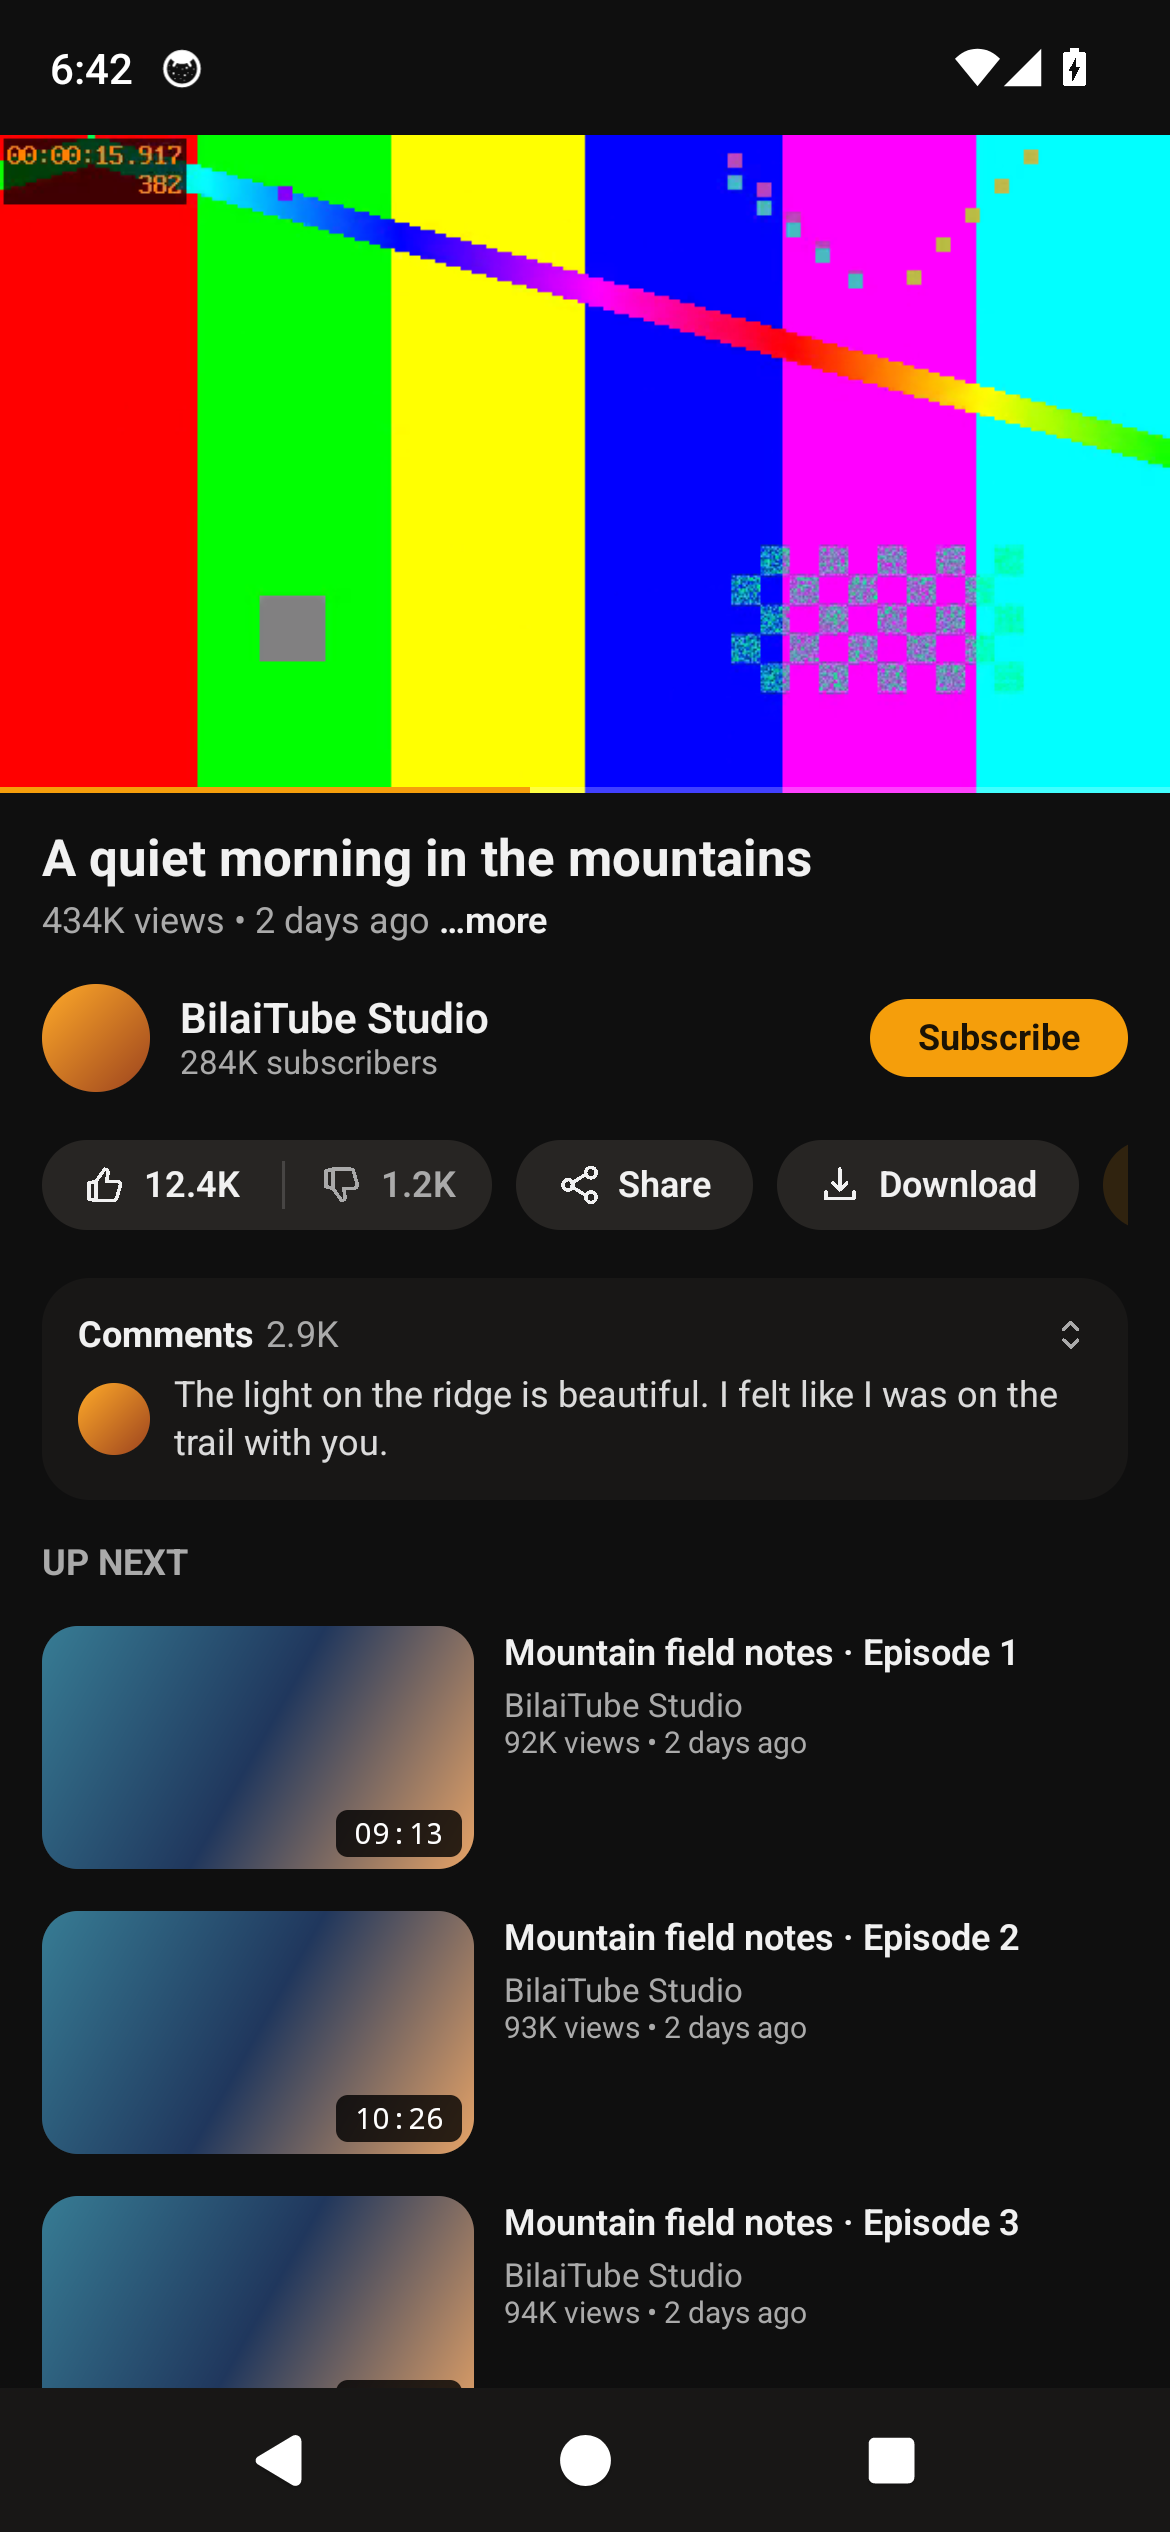 6:42
00:00:15.917
382
A quiet morning in the mountains
434K views • 2 days ago ...more
BilaiTube Studio
284K subscribers
Subscribe
12.4K
1.2K
Share
Download
Comments 2.9K
The light on the ridge is beautiful. I felt like I was on the
trail with you.
UP NEXT
Mountain field notes · Episode 1
BilaiTube Studio
92K views • 2 days ago
09:13
Mountain field notes · Episode 2
BilaiTube Studio
93K views • 2 days ago
10:26
Mountain field notes · Episode 3
BilaiTube Studio
94K views • 2 days ago